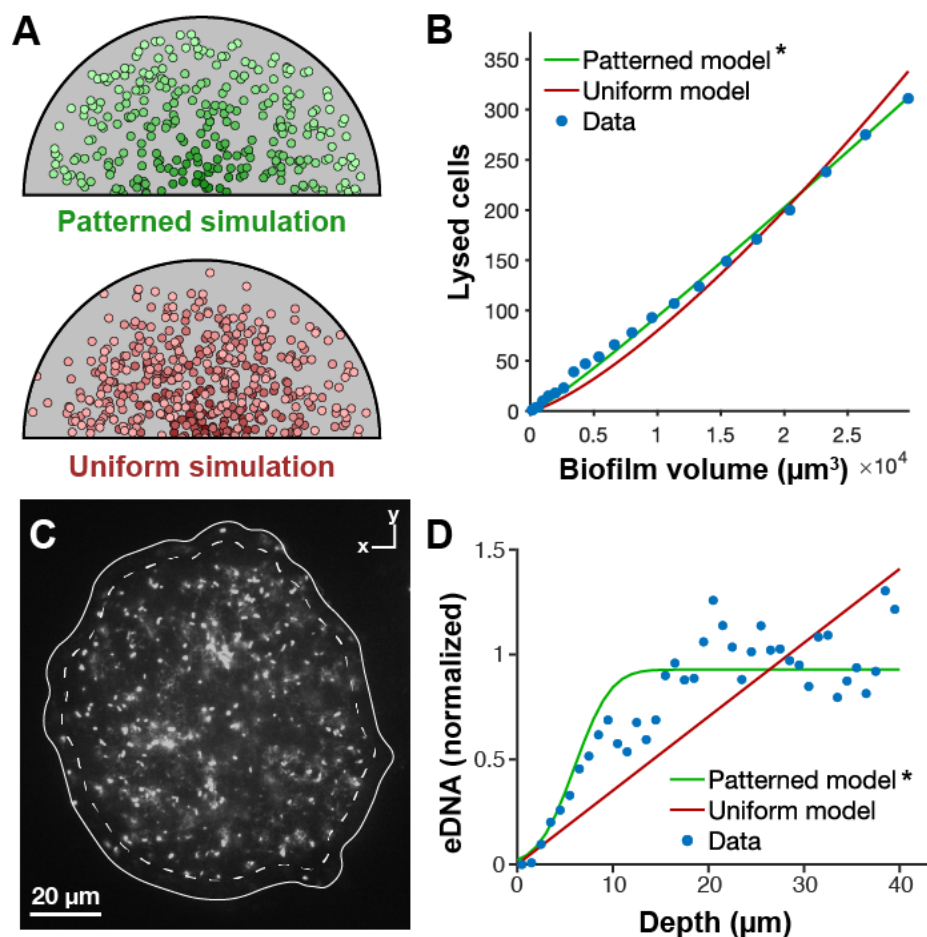 A
Patterned simulation
Uniform simulation
B
Patterned model *
Uniform model
Data
Lysed cells
350
300
250
200
150
100
50
0
0 0.5 1 1.5 2 2.5
Biofilm volume (µm³) ×10⁴
C
y
x
20 µm
D
eDNA (normalized)
1.5
1
0.5
0
Patterned model *
Uniform model
Data
0 10 20 30 40
Depth (µm)